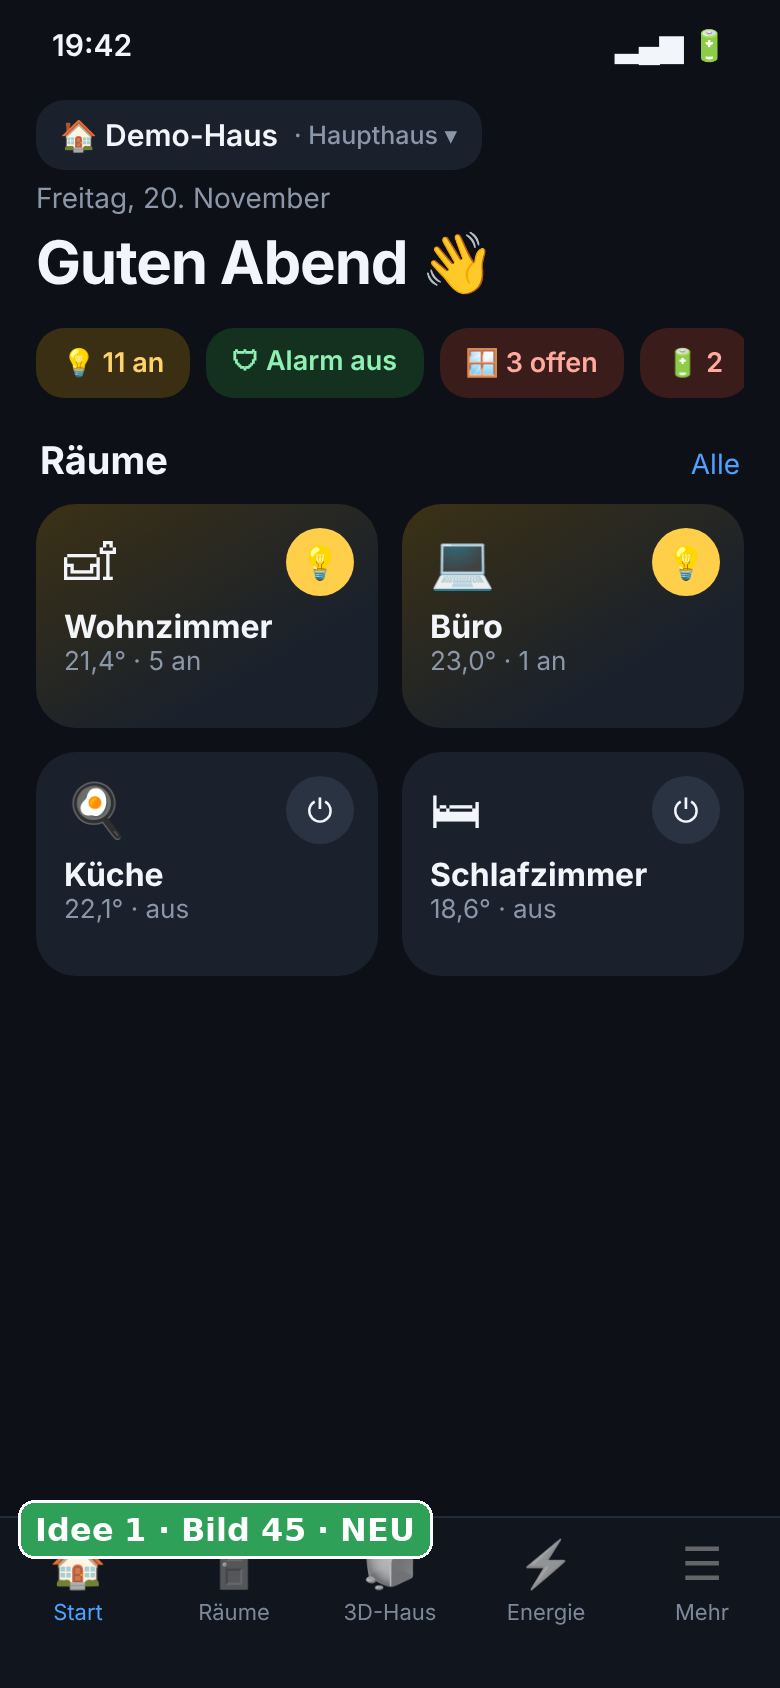 19:42
Demo-Haus · Haupthaus ▾
Freitag, 20. November
Guten Abend 👋
💡 11 an
🛡 Alarm aus
🪟 3 offen
🔋 2
Räume
Alle
Wohnzimmer
21,4° · 5 an
Büro
23,0° · 1 an
Küche
22,1° · aus
Schlafzimmer
18,6° · aus
Idee 1 · Bild 45 · NEU
Start
Räume
3D-Haus
Energie
Mehr